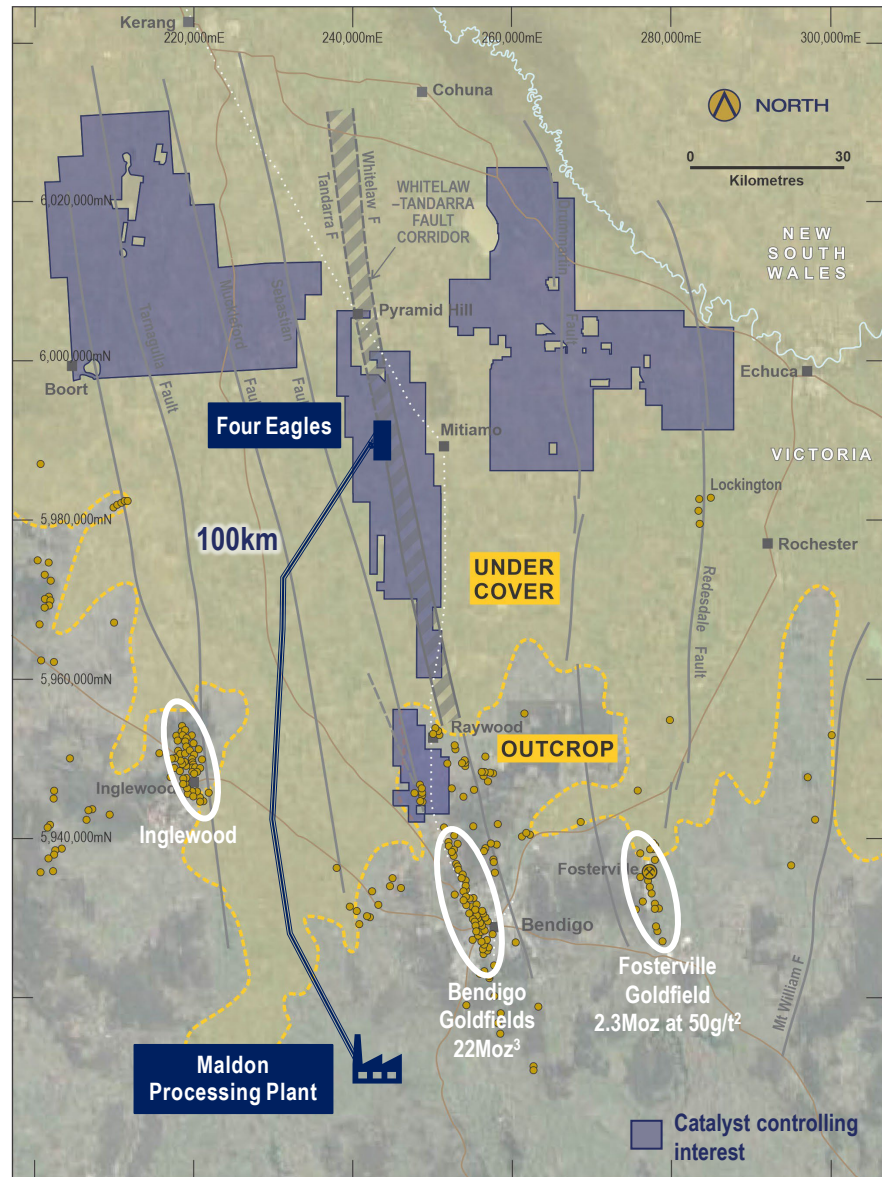 Kerang
220,000mE
240,000mE
260,000mE
280,000mE
300,000mE
Cohuna
NORTH
0
30
Kilometres
6,020,000mN
Whitelaw F
Tandarra F
WHITELAW
–TANDARRA
FAULT
CORRIDOR
NEW
SOUTH
WALES
Tarnagulla
Fault
Muckleford
Fault
Sebastian
Fault
Fault
Pyramid Hill
6,000,000mN
Boort
Echuca
Four Eagles
Mitiamo
VICTORIA
Lockington
5,980,000mN
100km
Rochester
UNDER
COVER
Redesdale
Fault
5,960,000mN
Raywood
OUTCROP
Inglewood
Inglewood
5,940,000mN
Fosterville
Bendigo
Bendigo
Goldfields
22Moz³
Fosterville
Goldfield
2.3Moz at 50g/t²
Mt William F
Maldon
Processing Plant
Catalyst controlling
interest